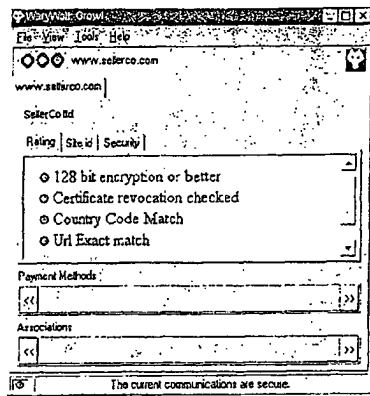 WaryWolf: Growl
File View Tools Help
www.sellerco.com
www.sellerco.com
SellerCo ltd
Rating Site id Security
128 bit encryption or better
Certificate revocation checked
Country Code Match
Url Exact match
Payment Methods
<< >>
Associations
<< >>
The current communications are secure.